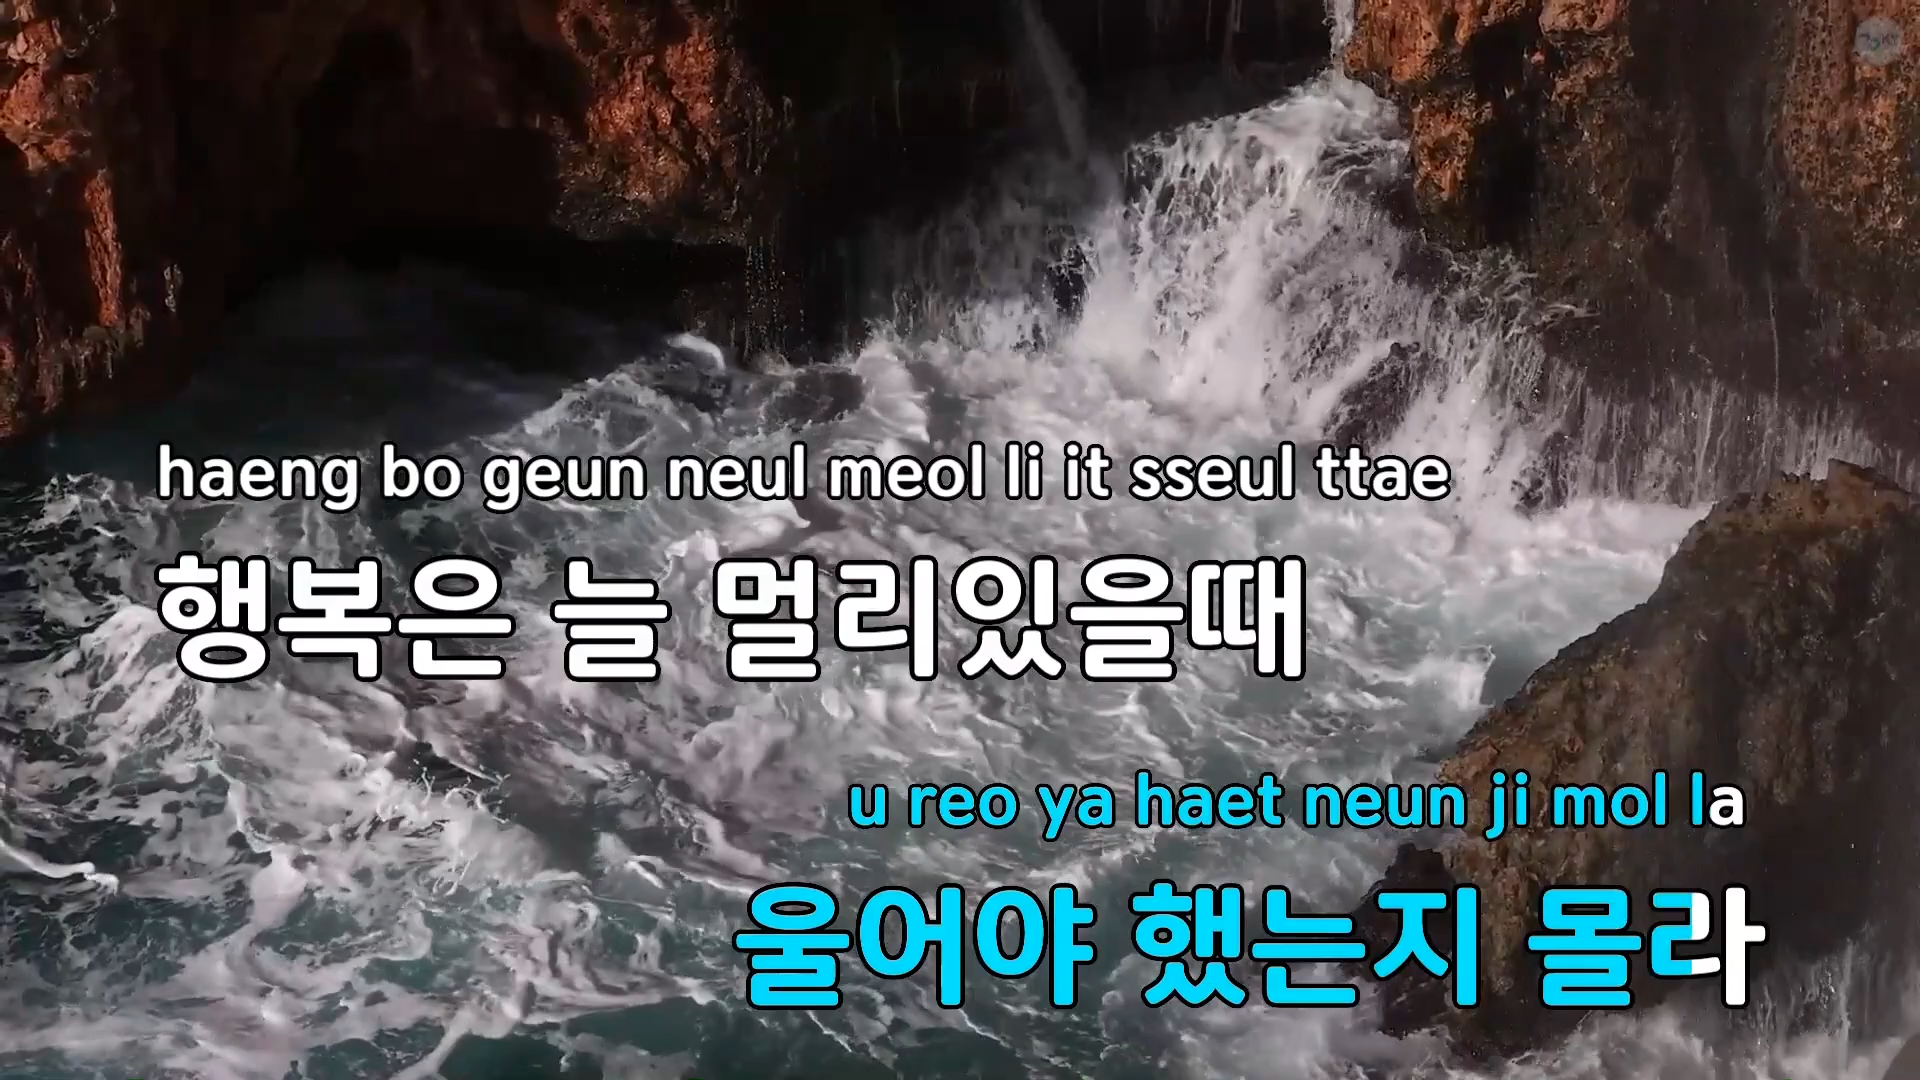 haeng bo geun neul meol li it sseul ttae
행복은 늘 멀리있을때
u reo ya haet neun ji mol la
울어야 했는지 몰라